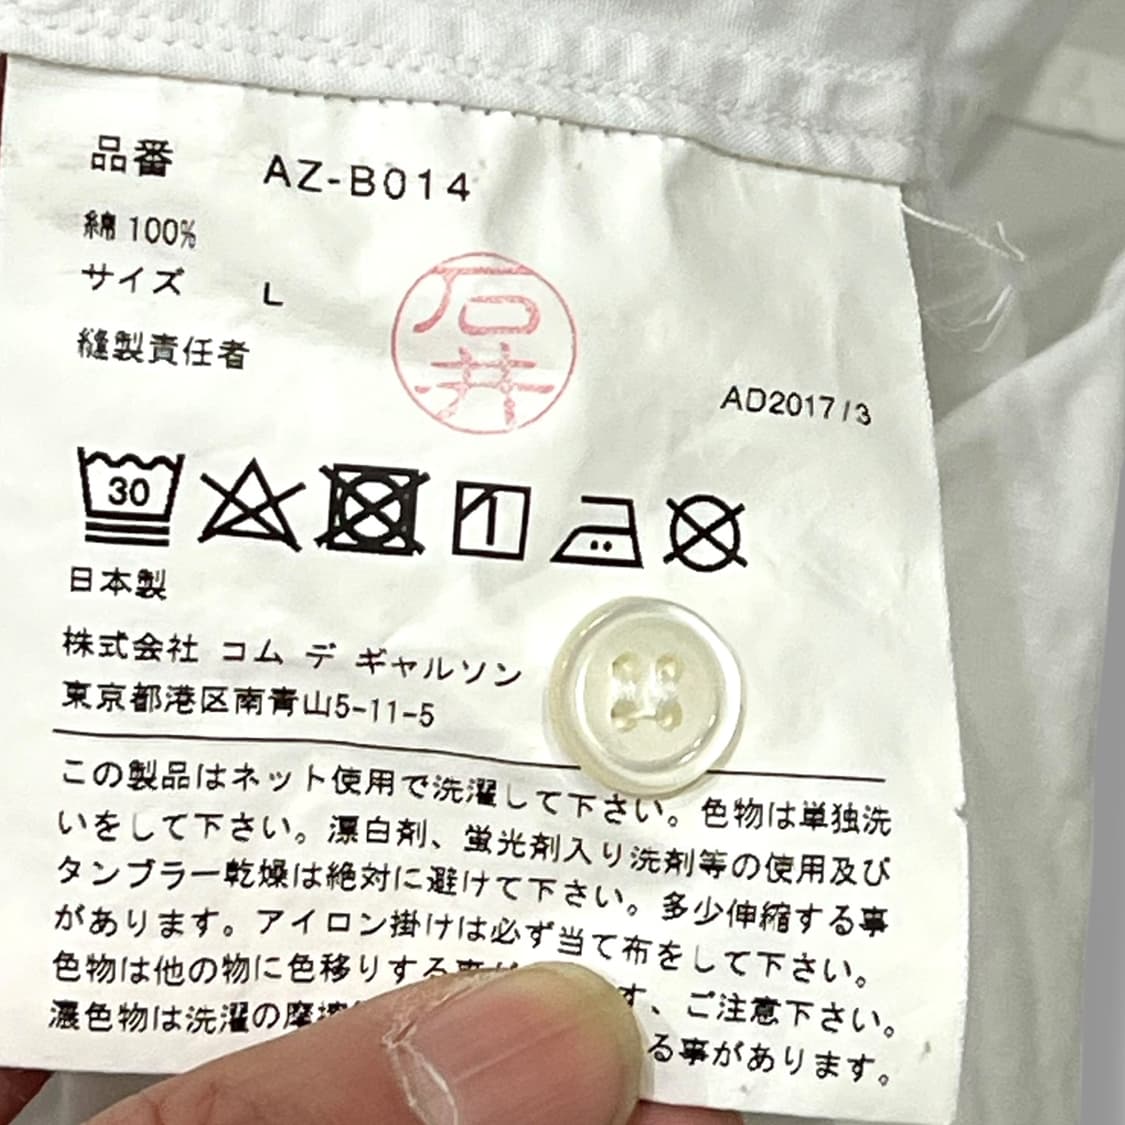 品番 AZ-B014
綿 100%
サイズ L
縫製責任者
石井
AD2017/3
30
日本製
株式会社 コム デ ギャルソン
東京都港区南青山5-11-5
この製品はネット使用で洗濯して下さい。色物は単独洗
いをして下さい。漂白剤、蛍光剤入り洗剤等の使用及び
タンブラー乾燥は絶対に避けて下さい。多少伸縮する事
があります。アイロン掛けは必ず当て布をして下さい。
色物は他の物に色移りする事が す、ご注意下さい。
濃色物は洗濯の摩擦 る事があります。